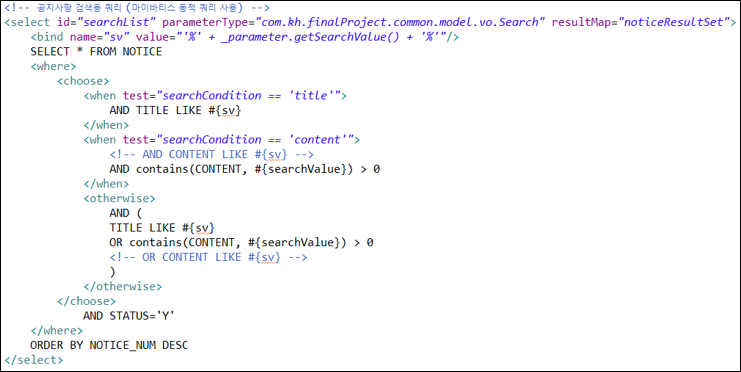 <!-- 공지사항 검색용 쿼리 (마이바티스 동적 쿼리 사용) -->
<select id="searchList" parameterType="com.kh.finalProject.common.model.vo.Search" resultMap="noticeResultSet">
<bind name="sv" value="'%' + _parameter.getSearchValue() + '%'"/>
SELECT * FROM NOTICE
<where>
<choose>
<when test="searchCondition == 'title'">
AND TITLE LIKE #{sv}
</when>
<when test="searchCondition == 'content'">
<!-- AND CONTENT LIKE #{sv} -->
AND contains(CONTENT, #{searchValue}) > 0
</when>
<otherwise>
AND (
TITLE LIKE #{sv}
OR contains(CONTENT, #{searchValue}) > 0
<!-- OR CONTENT LIKE #{sv} -->
)
</otherwise>
</choose>
AND STATUS='Y'
</where>
ORDER BY NOTICE_NUM DESC
</select>